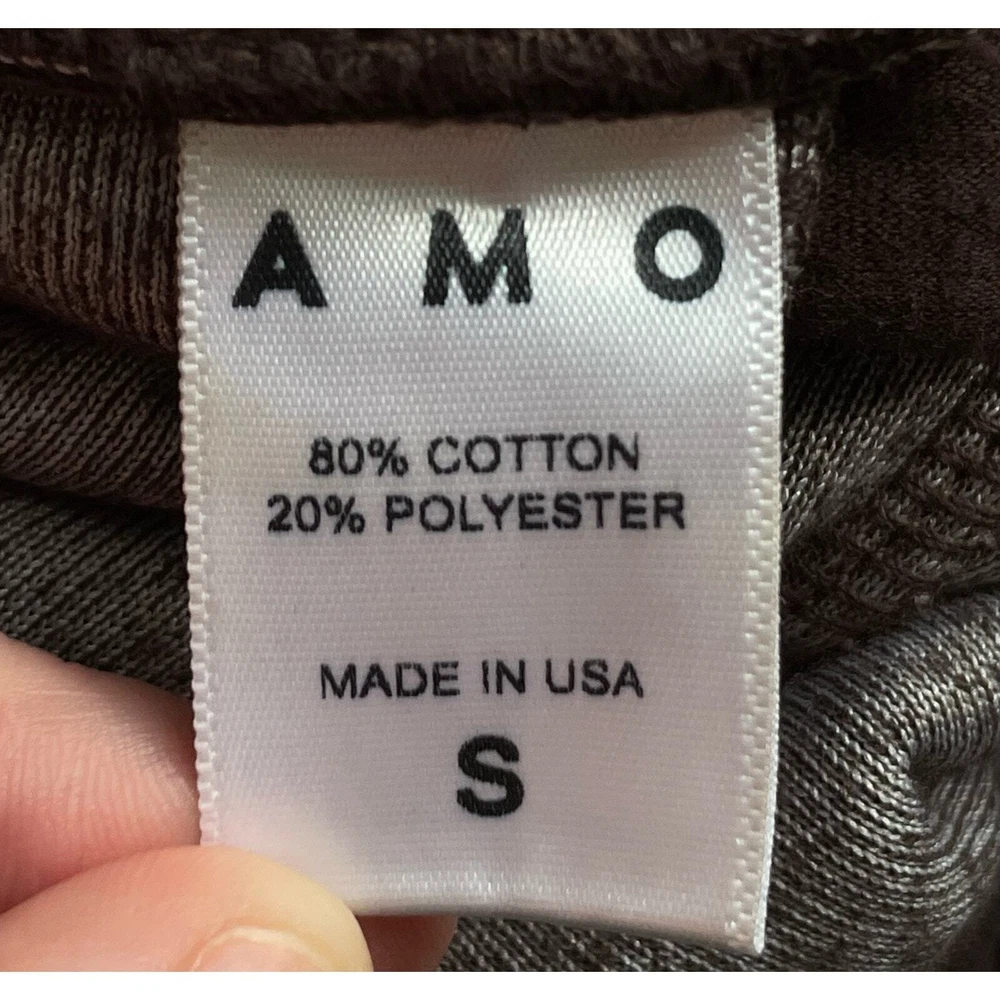 AMO
80% COTTON
20% POLYESTER
MADE IN USA
S